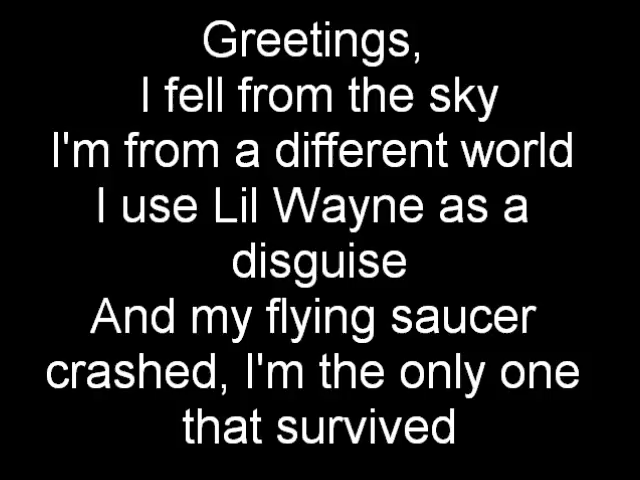 Greetings,
I fell from the sky
I'm from a different world
I use Lil Wayne as a
disguise
And my flying saucer
crashed, I'm the only one
that survived